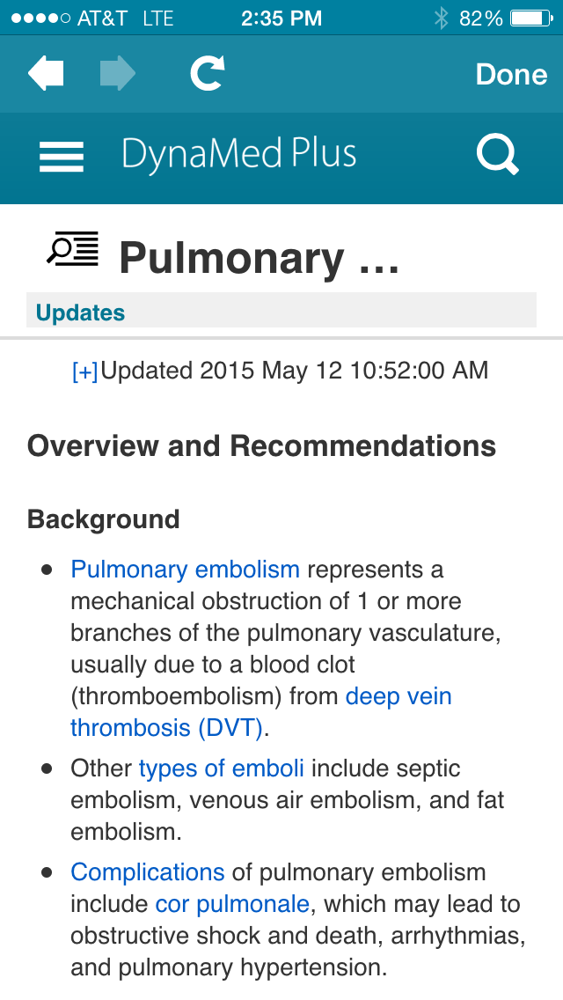 AT&T LTE 2:35 PM 82%
Done
DynaMed Plus
Pulmonary ...
Updates
[+]Updated 2015 May 12 10:52:00 AM
Overview and Recommendations
Background
• Pulmonary embolism represents a
mechanical obstruction of 1 or more
branches of the pulmonary vasculature,
usually due to a blood clot
(thromboembolism) from deep vein
thrombosis (DVT).
• Other types of emboli include septic
embolism, venous air embolism, and fat
embolism.
• Complications of pulmonary embolism
include cor pulmonale, which may lead to
obstructive shock and death, arrhythmias,
and pulmonary hypertension.